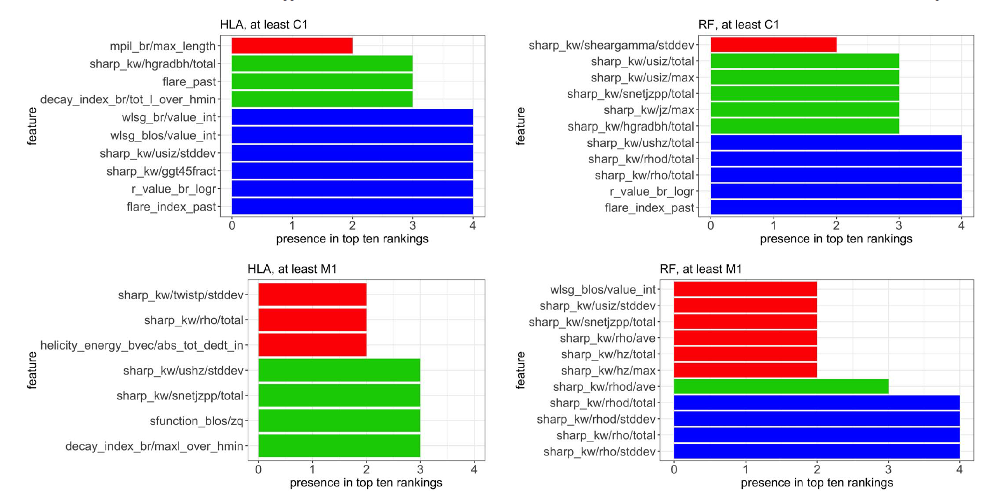 HLA, at least C1
feature
mpil_br/max_length
sharp_kw/hgradbh/total
flare_past
decay_index_br/tot_l_over_hmin
wlsg_br/value_int
wlsg_blos/value_int
sharp_kw/usiz/stddev
sharp_kw/ggt45fract
r_value_br_logr
flare_index_past
0 1 2 3 4
presence in top ten rankings
RF, at least C1
feature
sharp_kw/sheargamma/stddev
sharp_kw/usiz/total
sharp_kw/usiz/max
sharp_kw/snetjzpp/total
sharp_kw/jz/max
sharp_kw/hgradbh/total
sharp_kw/ushz/total
sharp_kw/rhod/total
sharp_kw/rho/total
r_value_br_logr
flare_index_past
0 1 2 3 4
presence in top ten rankings
HLA, at least M1
feature
sharp_kw/twistp/stddev
sharp_kw/rho/total
helicity_energy_bvec/abs_tot_dedt_in
sharp_kw/ushz/stddev
sharp_kw/snetjzpp/total
sfunction_blos/zq
decay_index_br/maxl_over_hmin
0 1 2 3 4
presence in top ten rankings
RF, at least M1
feature
wlsg_blos/value_int
sharp_kw/usiz/stddev
sharp_kw/snetjzpp/total
sharp_kw/rho/ave
sharp_kw/hz/total
sharp_kw/hz/max
sharp_kw/rhod/ave
sharp_kw/rhod/total
sharp_kw/rhod/stddev
sharp_kw/rho/total
sharp_kw/rho/stddev
0 1 2 3 4
presence in top ten rankings